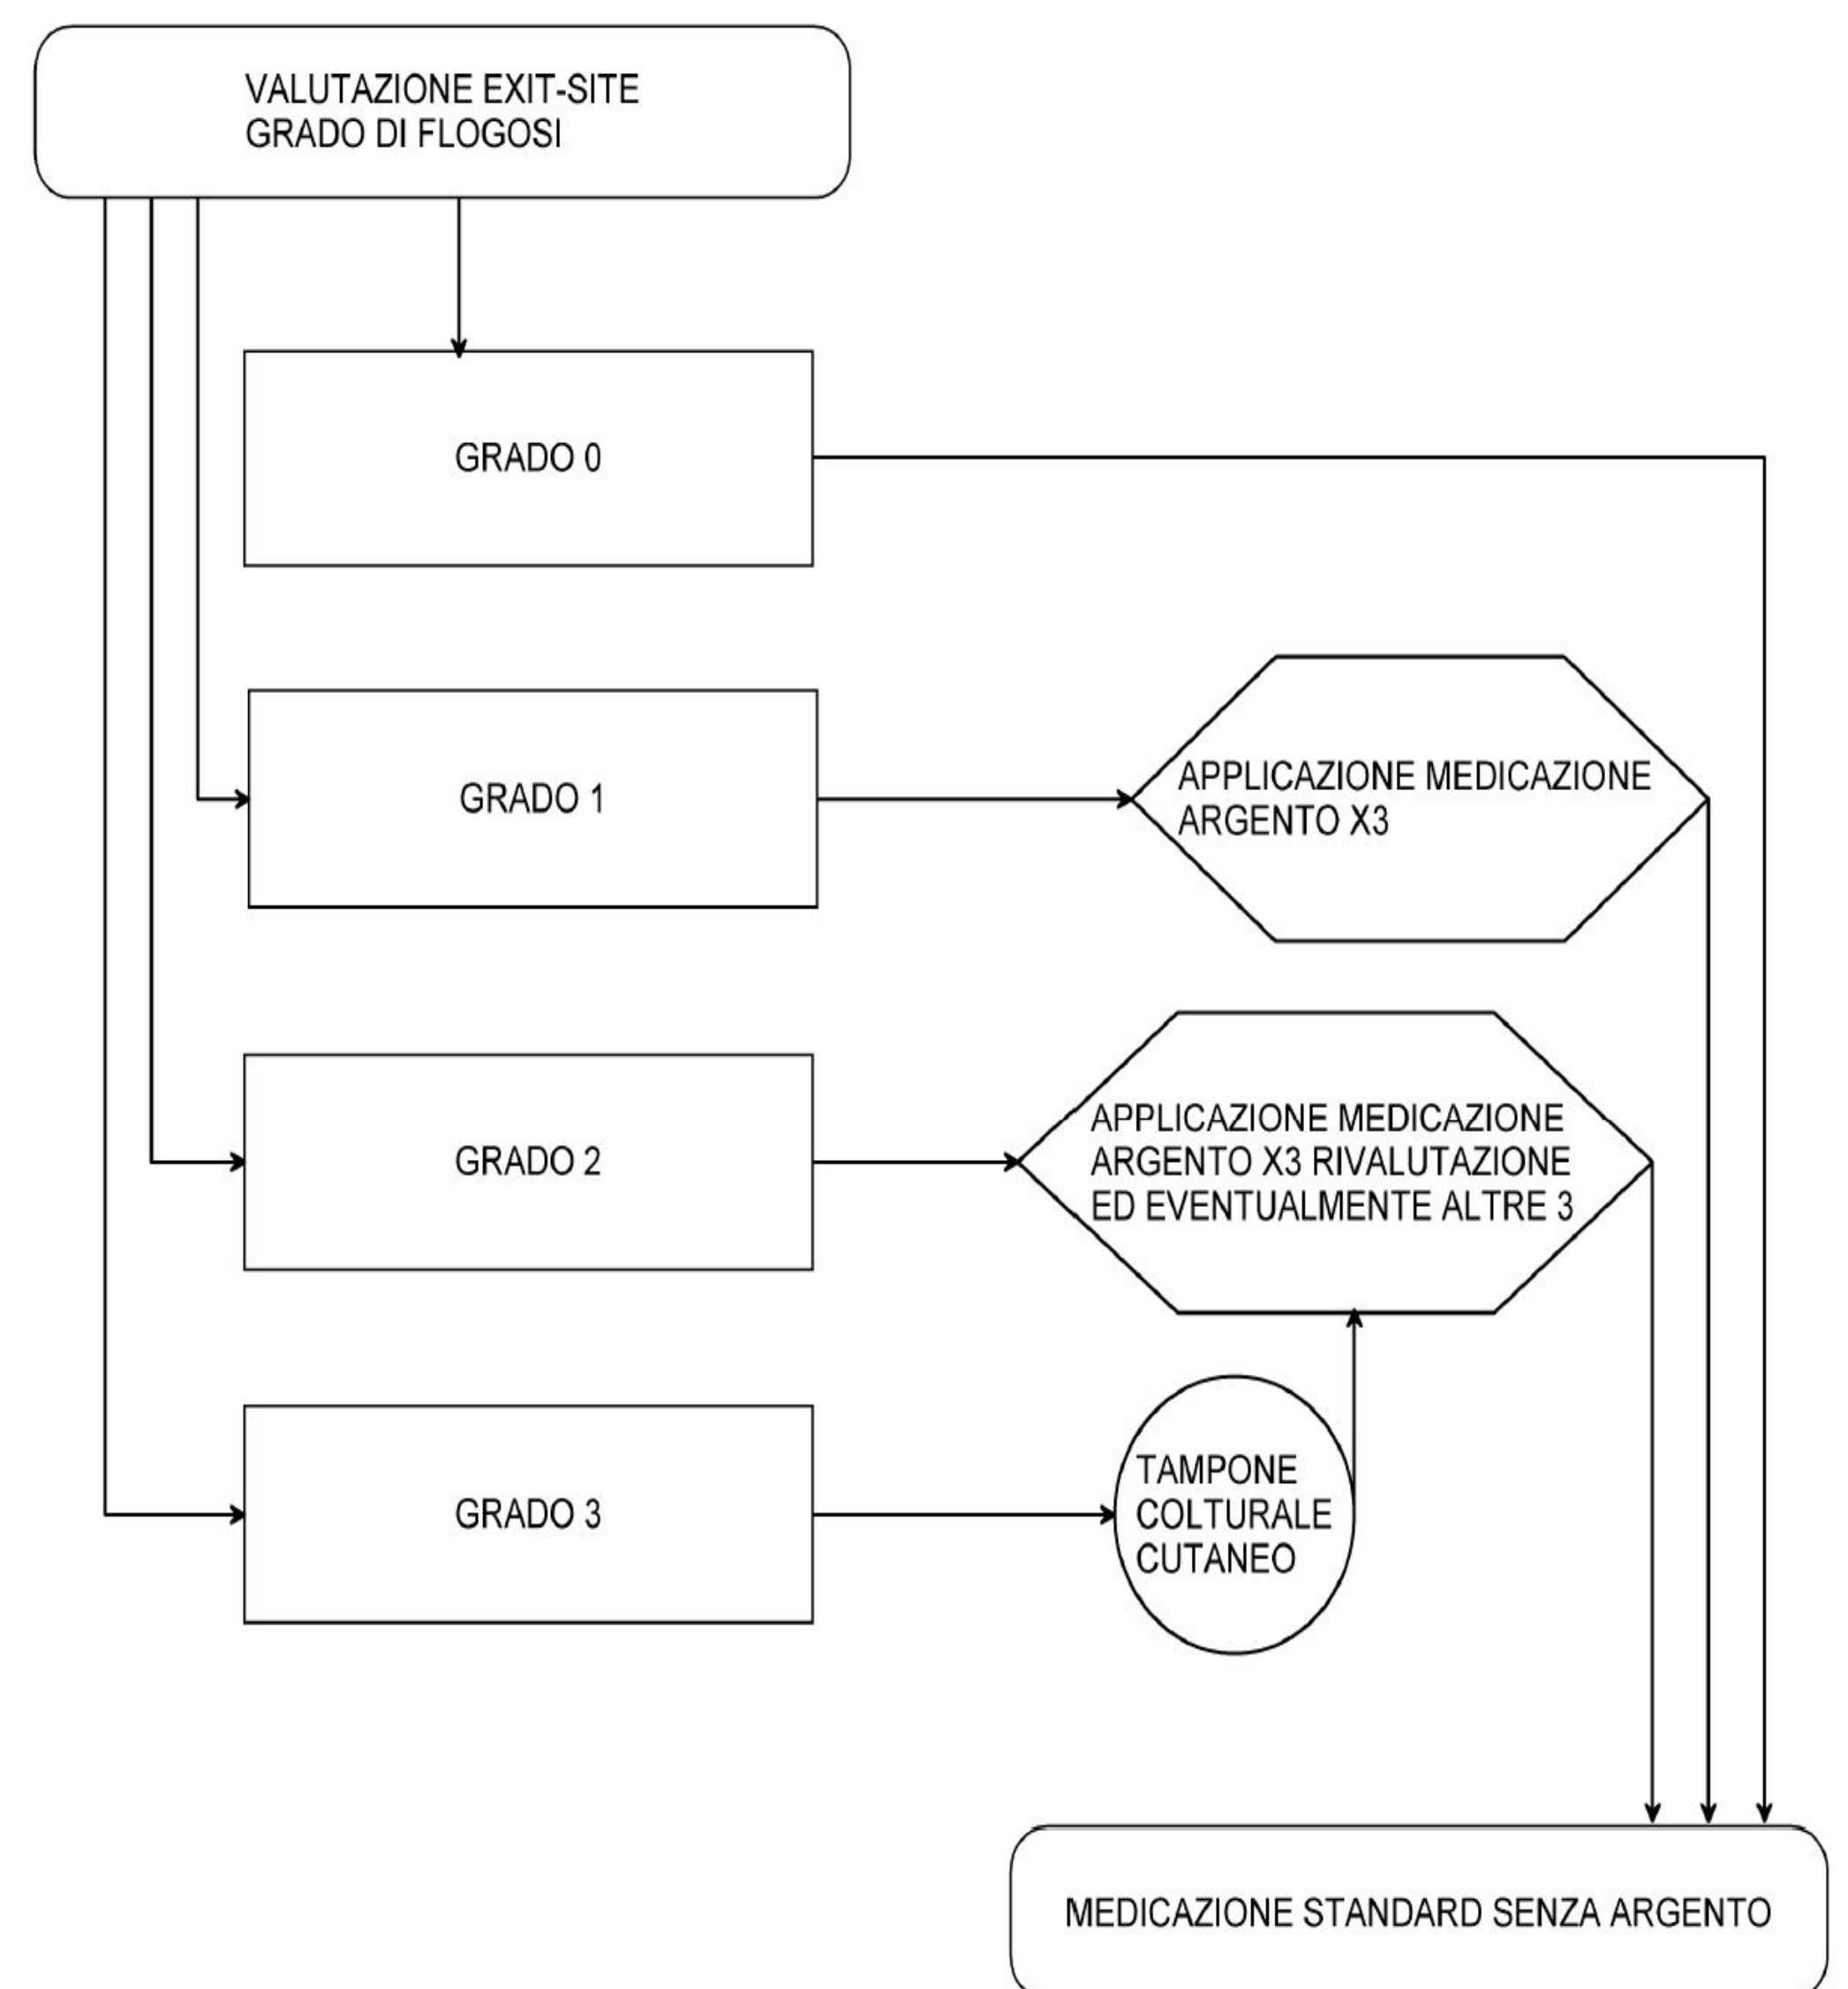 VALUTAZIONE EXIT-SITE
GRADO DI FLOGOSI
GRADO 0
GRADO 1
APPLICAZIONE MEDICAZIONE
ARGENTO X3
GRADO 2
APPLICAZIONE MEDICAZIONE
ARGENTO X3 RIVALUTAZIONE
ED EVENTUALMENTE ALTRE 3
GRADO 3
TAMPONE
COLTURALE
CUTANEO
MEDICAZIONE STANDARD SENZA ARGENTO